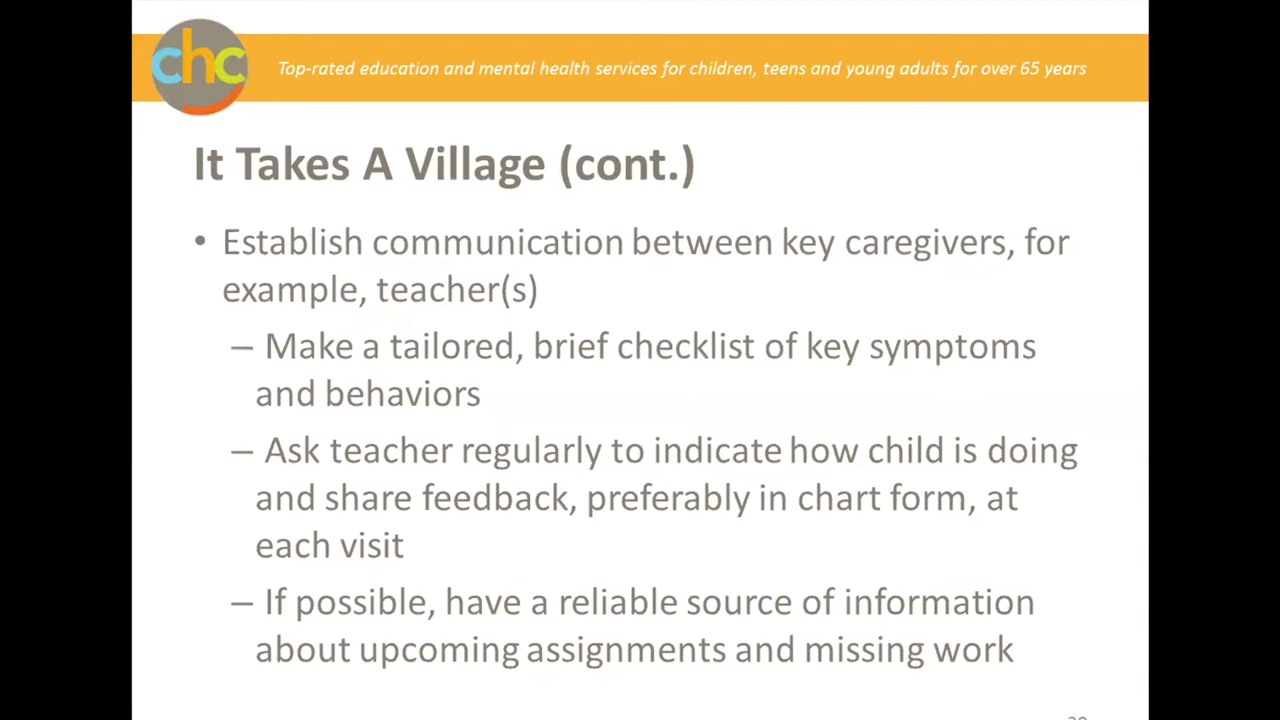 chc
Top-rated education and mental health services for children, teens and young adults for over 65 years
It Takes A Village (cont.)
• Establish communication between key caregivers, for
example, teacher(s)
– Make a tailored, brief checklist of key symptoms
and behaviors
– Ask teacher regularly to indicate how child is doing
and share feedback, preferably in chart form, at
each visit
– If possible, have a reliable source of information
about upcoming assignments and missing work